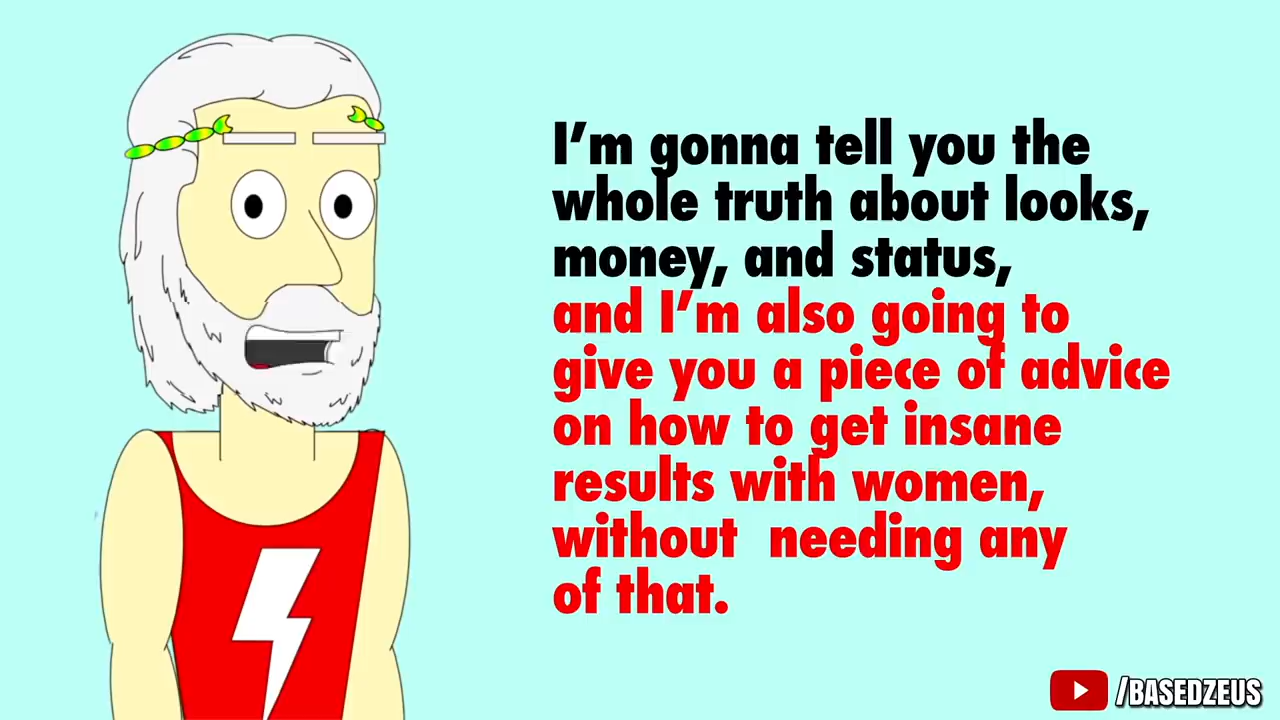 I'm gonna tell you the
whole truth about looks,
money, and status,
and I'm also going to
give you a piece of advice
on how to get insane
results with women,
without  needing any
of that.
/BASEDZEUS